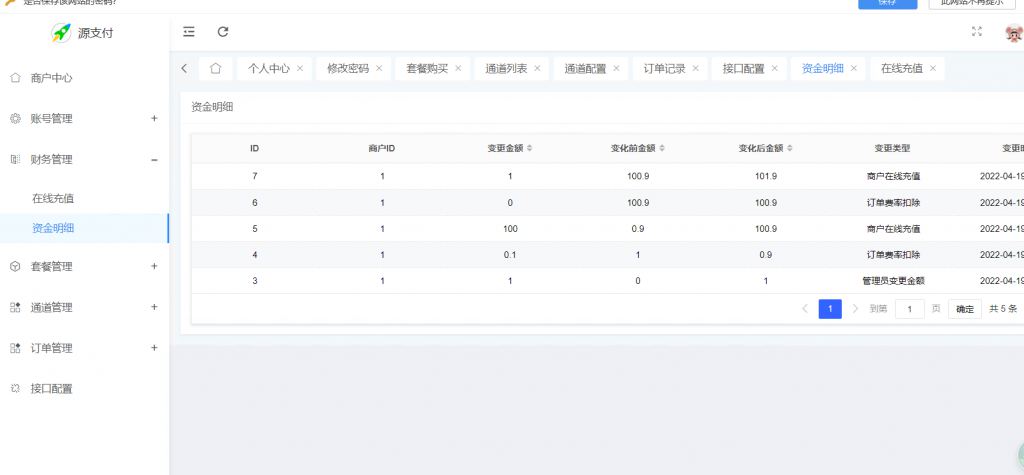 是否保存该网站的密码?
保存
此网站不再提示
源支付
个人中心 × 修改密码 × 套餐购买 × 通道列表 × 通道配置 × 订单记录 × 接口配置 × 资金明细 × 在线充值 ×
商户中心
账号管理 +
财务管理 −
在线充值
资金明细
套餐管理 +
通道管理 +
订单管理 +
接口配置
资金明细
ID 商户ID 变更金额 变化前金额 变化后金额 变更类型 变更
7 1 1 100.9 101.9 商户在线充值 2022-04-19
6 1 0 100.9 100.9 订单费率扣除 2022-04-19
5 1 100 0.9 100.9 商户在线充值 2022-04-19
4 1 0.1 1 0.9 订单费率扣除 2022-04-19
3 1 1 0 1 管理员变更金额 2022-04-19
1 到第 1 页 确定 共 5 条